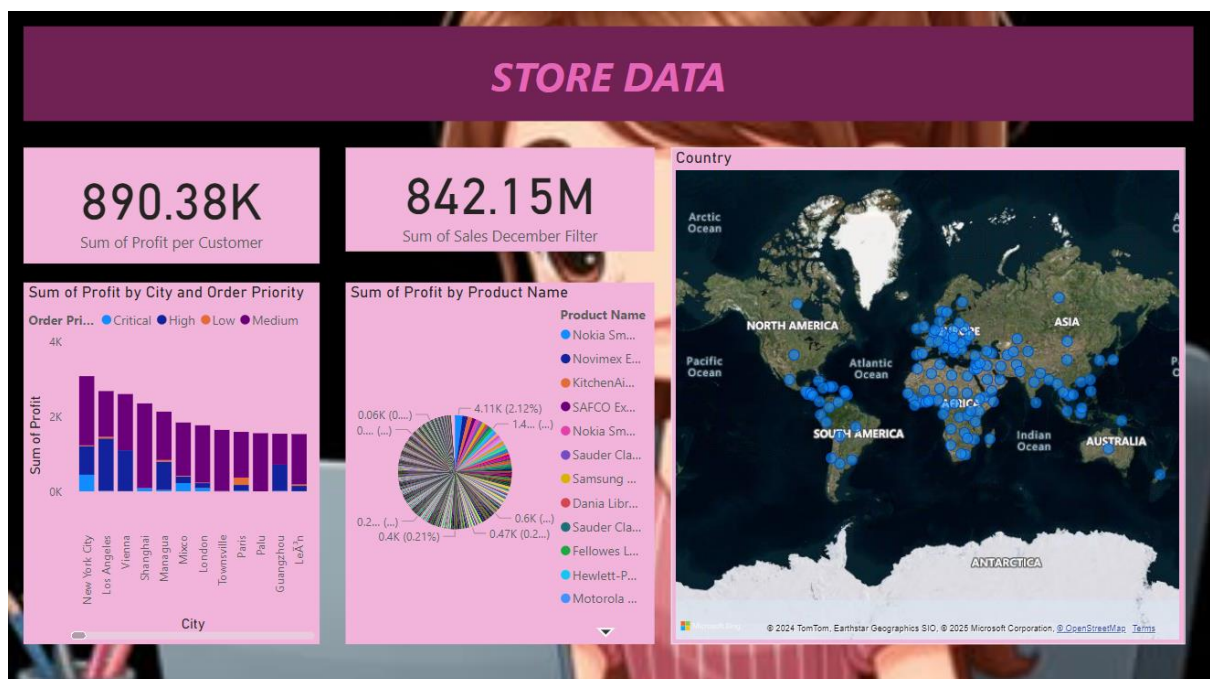 STORE DATA
890.38K
Sum of Profit per Customer
842.15M
Sum of Sales December Filter
Sum of Profit by City and Order Priority
Order Pri... Critical High Low Medium
4K
2K
0K
Sum of Profit
New York City
Los Angeles
Vienna
Shanghai
Managua
Mixco
London
Townsville
Paris
Palu
Guangzhou
LeÃ³n
City
Sum of Profit by Product Name
4.11K (2.12%)
1.4... (...)
0.6K (...)
0.47K (0.2...)
0.4K (0.21%)
0.2... (...)
0.... (...)
0.06K (0....)
Product Name
Nokia Sm...
Novimex E...
KitchenAi...
SAFCO Ex...
Nokia Sm...
Sauder Cla...
Samsung ...
Dania Libr...
Sauder Cla...
Fellowes L...
Hewlett-P...
Motorola ...
Country
Arctic
Ocean
NORTH AMERICA
EUROPE
ASIA
Pacific
Ocean
Atlantic
Ocean
AFRICA
SOUTH AMERICA
Indian
Ocean
AUSTRALIA
ANTARCTICA
© 2024 TomTom, Earthstar Geographics SIO, © 2025 Microsoft Corporation, © OpenStreetMap Terms